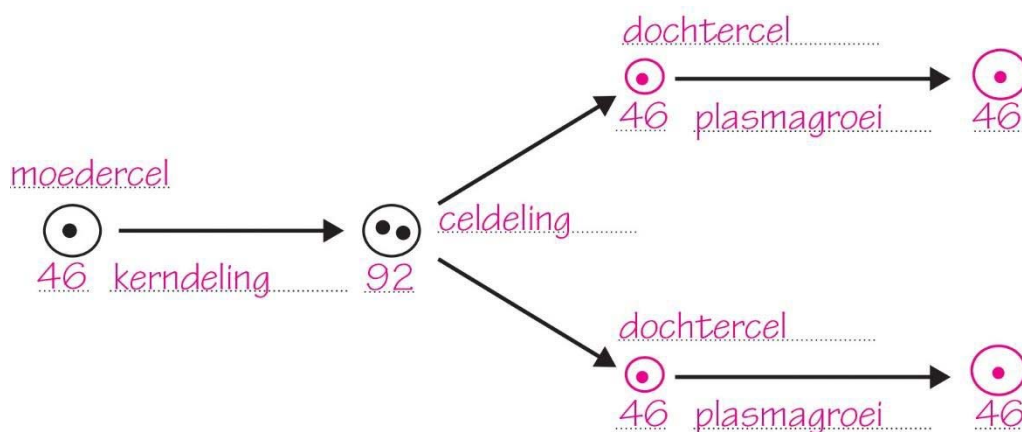 dochtercel
46 plasmagroei 46
moedercel
celdeling
46 kerndeling 92
dochtercel
46 plasmagroei 46